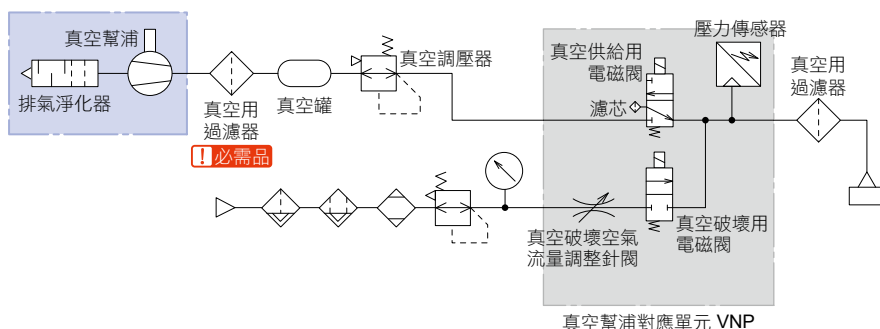 真空幫浦
排氣淨化器
真空用
過濾器
! 必需品
真空罐
真空調壓器
真空供給用
電磁閥
濾芯
壓力傳感器
真空用
過濾器
真空破壞空氣
流量調整針閥
真空破壞用
電磁閥
真空幫浦對應單元 VNP